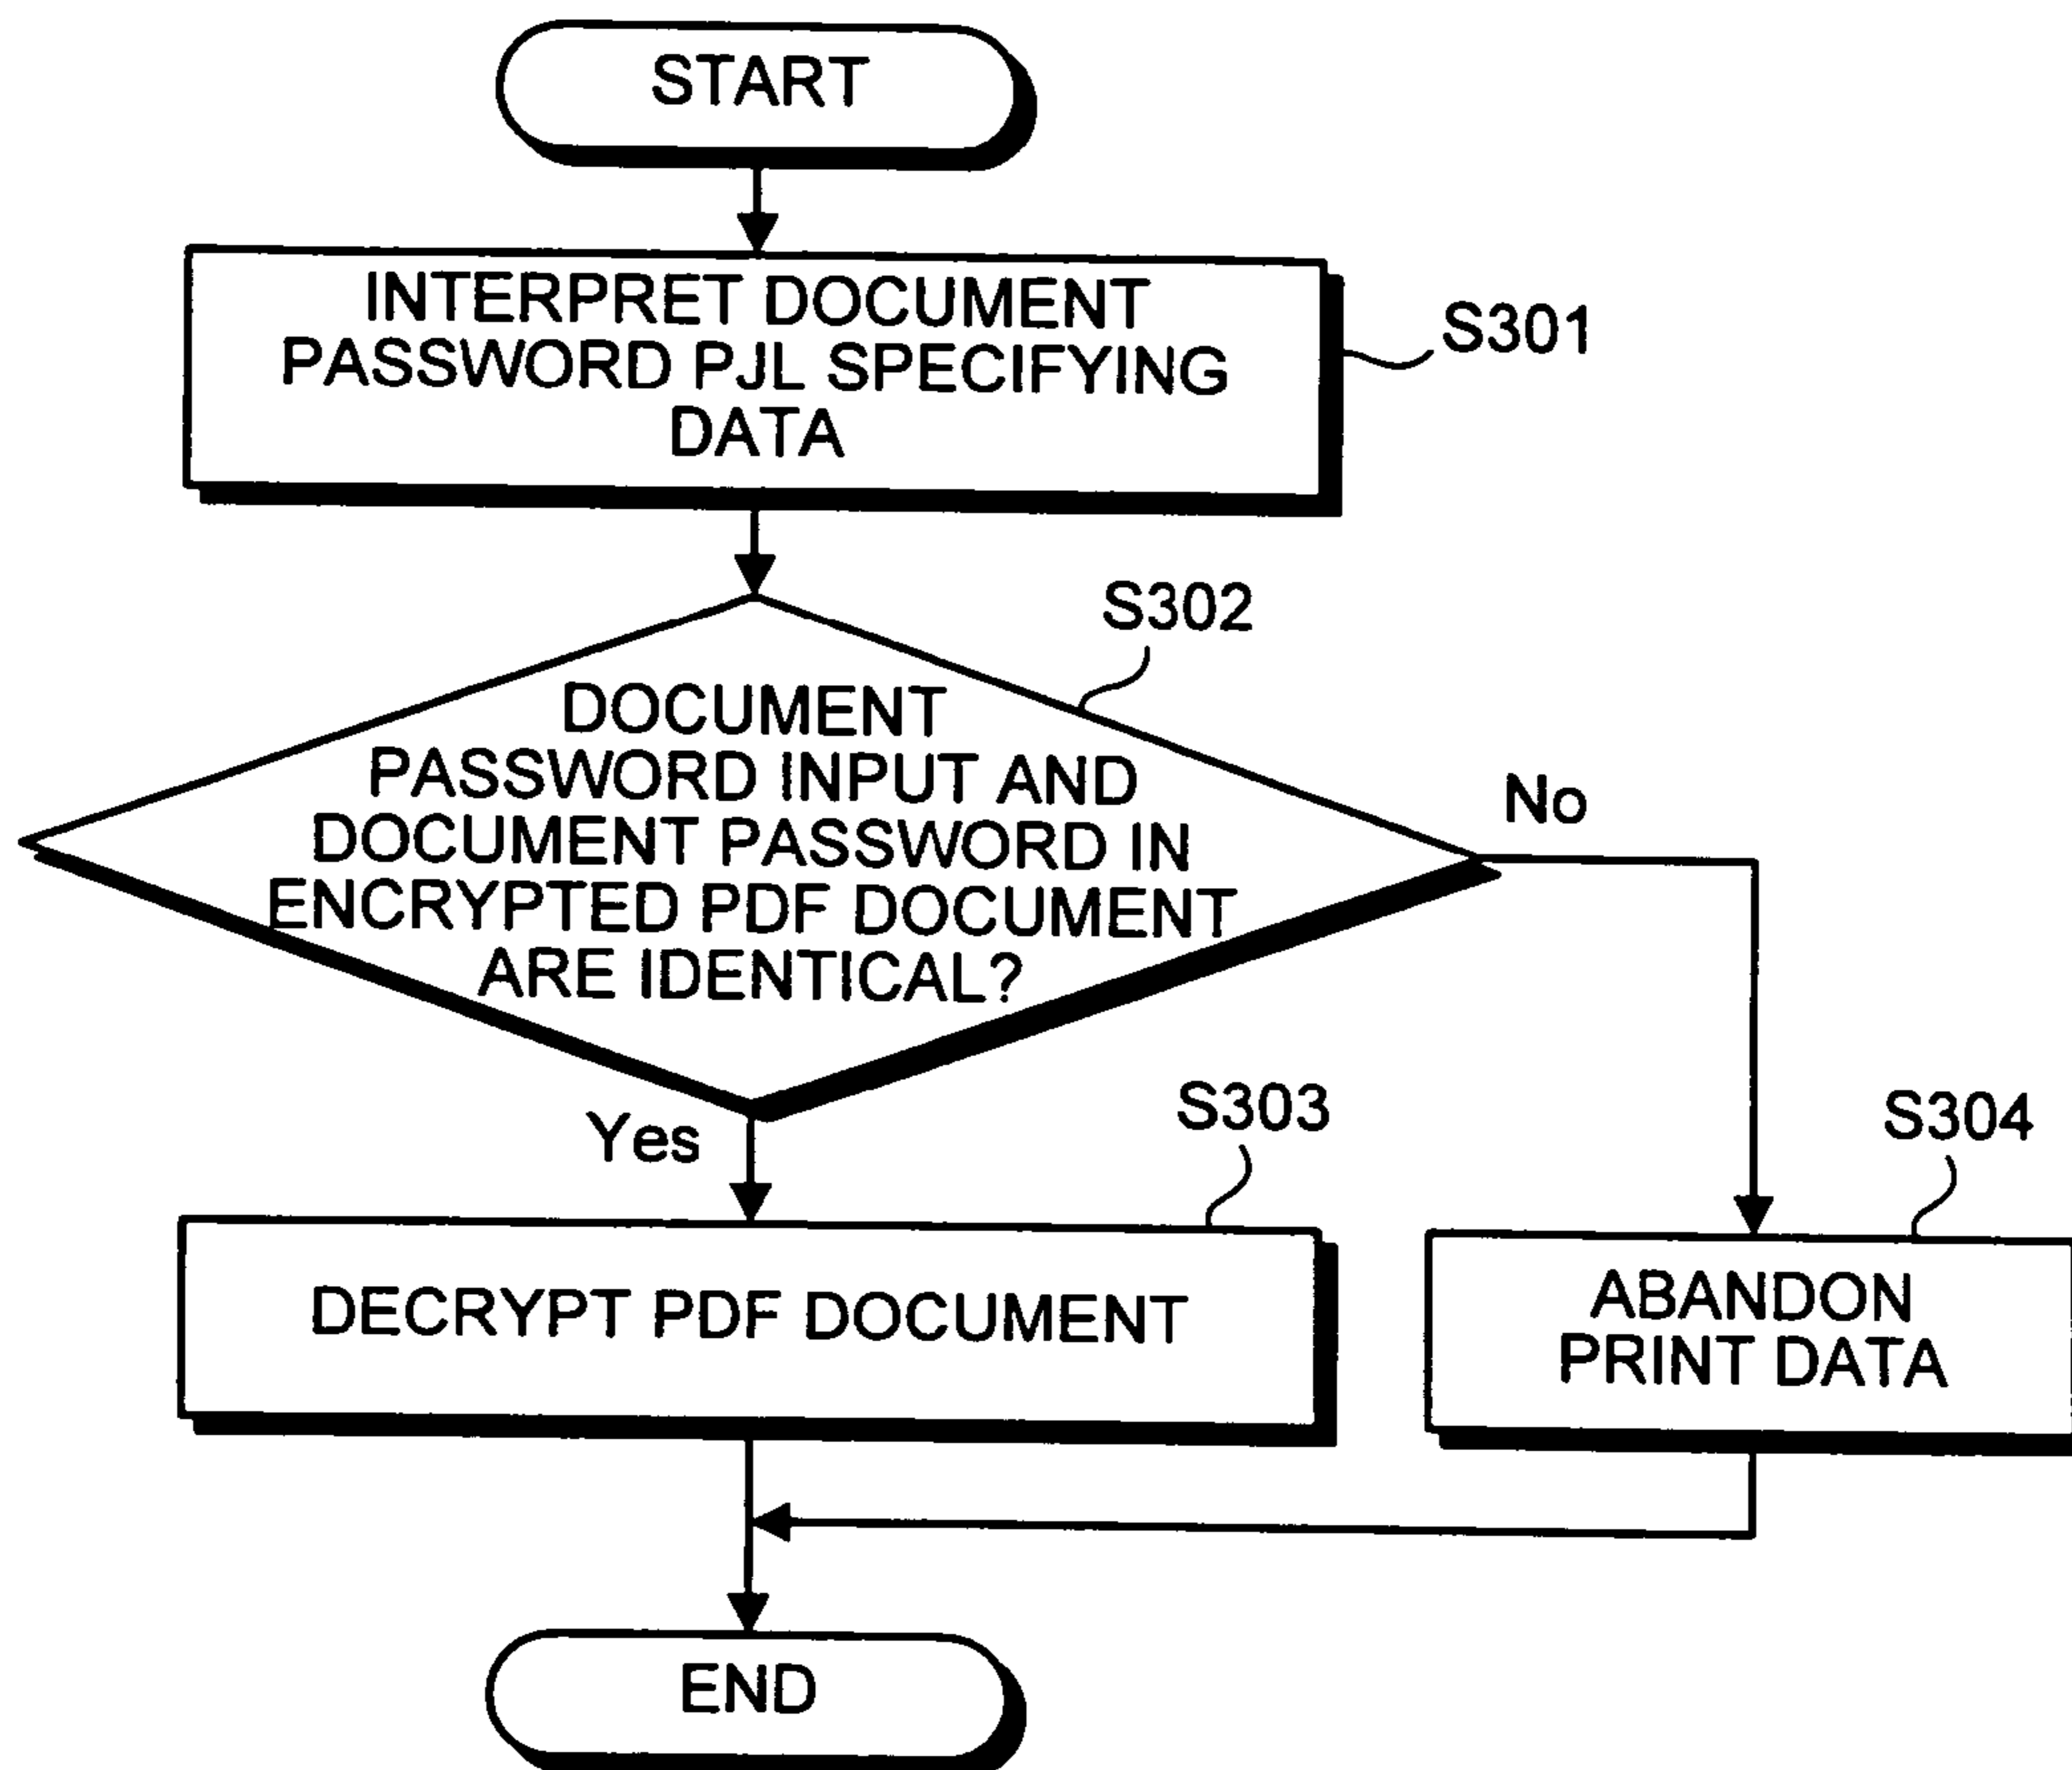 START
INTERPRET DOCUMENT
PASSWORD PJL SPECIFYING
DATA
S301
S302
DOCUMENT
PASSWORD INPUT AND
DOCUMENT PASSWORD IN
ENCRYPTED PDF DOCUMENT
ARE IDENTICAL?
No
Yes
S303
S304
DECRYPT PDF DOCUMENT
ABANDON
PRINT DATA
END